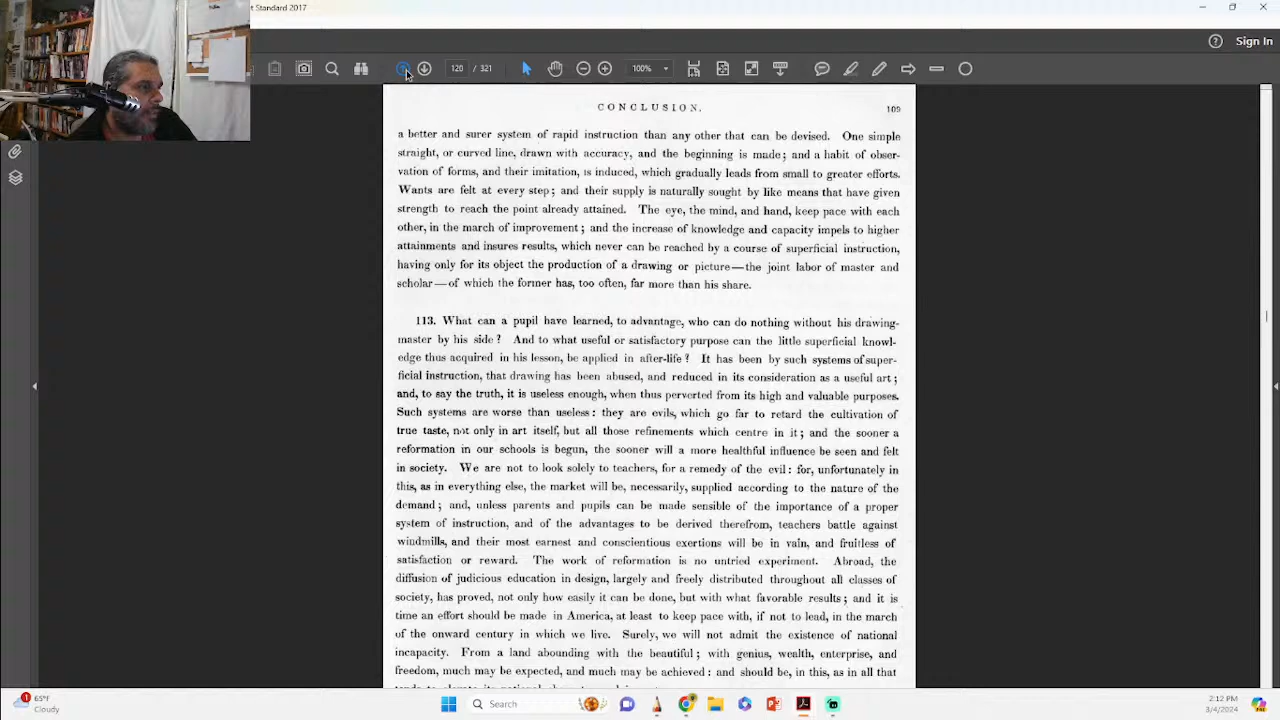 t Standard 2017
Sign In
120 / 321
100%
CONCLUSION.
109
a better and surer system of rapid instruction than any other that can be devised. One simple
straight, or curved line, drawn with accuracy, and the beginning is made; and a habit of obser-
vation of forms, and their imitation, is induced, which gradually leads from small to greater efforts.
Wants are felt at every step; and their supply is naturally sought by like means that have given
strength to reach the point already attained. The eye, the mind, and hand, keep pace with each
other, in the march of improvement; and the increase of knowledge and capacity impels to higher
attainments and insures results, which never can be reached by a course of superficial instruction,
having only for its object the production of a drawing or picture—the joint labor of master and
scholar—of which the former has, too often, far more than his share.
113. What can a pupil have learned, to advantage, who can do nothing without his drawing-
master by his side? And to what useful or satisfactory purpose can the little superficial knowl-
edge thus acquired in his lesson, be applied in after-life? It has been by such systems of super-
ficial instruction, that drawing has been abused, and reduced in its consideration as a useful art;
and, to say the truth, it is useless enough, when thus perverted from its high and valuable purposes.
Such systems are worse than useless: they are evils, which go far to retard the cultivation of
true taste, not only in art itself, but all those refinements which centre in it; and the sooner a
reformation in our schools is begun, the sooner will a more healthful influence be seen and felt
in society. We are not to look solely to teachers, for a remedy of the evil: for, unfortunately in
this, as in everything else, the market will be, necessarily, supplied according to the nature of the
demand; and, unless parents and pupils can be made sensible of the importance of a proper
system of instruction, and of the advantages to be derived therefrom, teachers battle against
windmills, and their most earnest and conscientious exertions will be in vain, and fruitless of
satisfaction or reward. The work of reformation is no untried experiment. Abroad, the
diffusion of judicious education in design, largely and freely distributed throughout all classes of
society, has proved, not only how easily it can be done, but with what favorable results; and it is
time an effort should be made in America, at least to keep pace with, if not to lead, in the march
of the onward century in which we live. Surely, we will not admit the existence of national
incapacity. From a land abounding with the beautiful; with genius, wealth, enterprise, and
freedom, much may be expected, and much may be achieved: and should be, in this, as in all that
1
65°F
Cloudy
Search
2:12 PM
3/4/2024